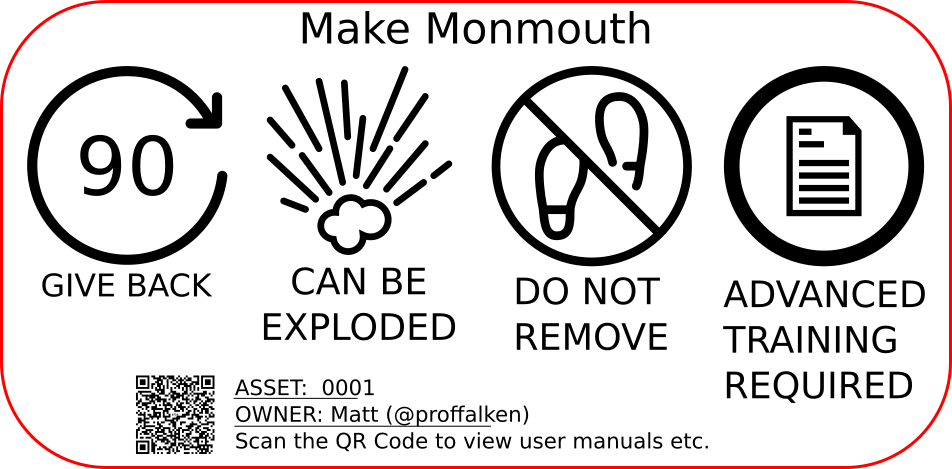 Make Monmouth
90
GIVE BACK
CAN BE
EXPLODED
DO NOT
REMOVE
ADVANCED
TRAINING
REQUIRED
ASSET:  0001
OWNER: Matt (@proffalken)
Scan the QR Code to view user manuals etc.